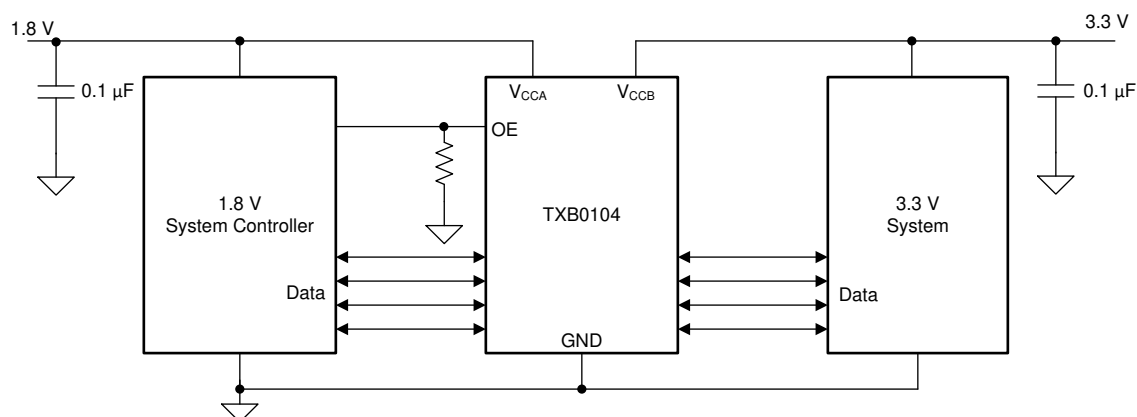 1.8 V
3.3 V
0.1 µF
VCCA
VCCB
0.1 µF
OE
1.8 V
System Controller
TXB0104
3.3 V
System
Data
Data
GND